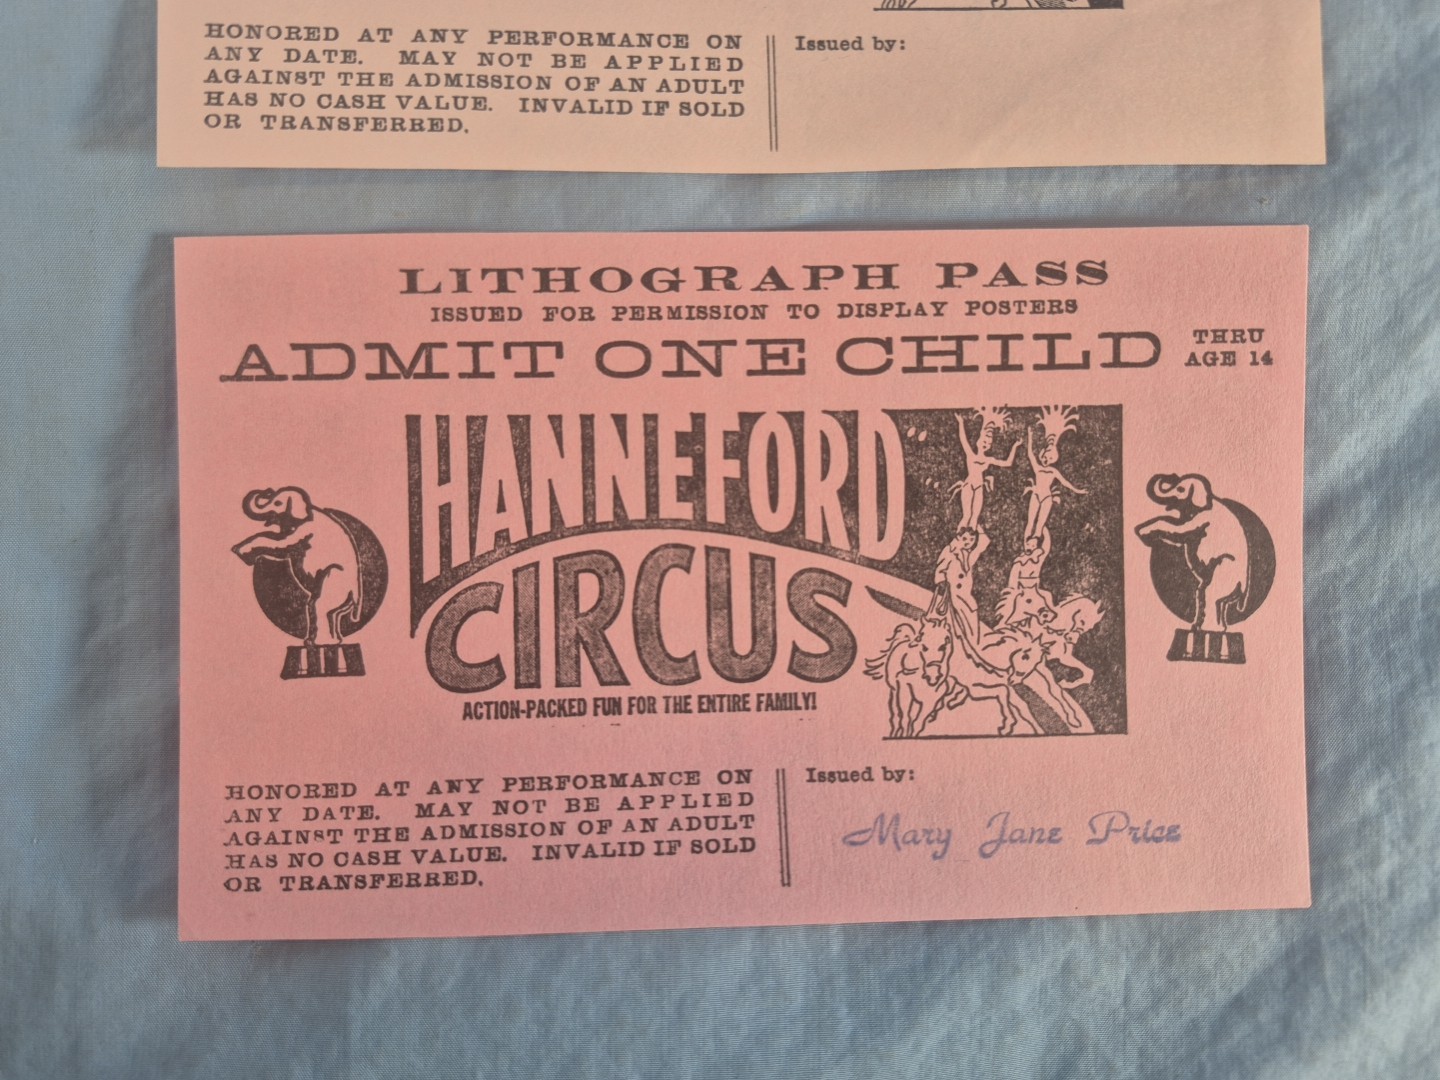 HONORED AT ANY PERFORMANCE ON
ANY DATE. MAY NOT BE APPLIED
AGAINST THE ADMISSION OF AN ADULT
HAS NO CASH VALUE. INVALID IF SOLD
OR TRANSFERRED.
Issued by:
LITHOGRAPH PASS
ISSUED FOR PERMISSION TO DISPLAY POSTERS
ADMIT ONE CHILD
THRU
AGE 14
HANNEFORD
CIRCUS
ACTION-PACKED FUN FOR THE ENTIRE FAMILY!
HONORED AT ANY PERFORMANCE ON
ANY DATE. MAY NOT BE APPLIED
AGAINST THE ADMISSION OF AN ADULT
HAS NO CASH VALUE. INVALID IF SOLD
OR TRANSFERRED.
Issued by:
Mary Jane Price